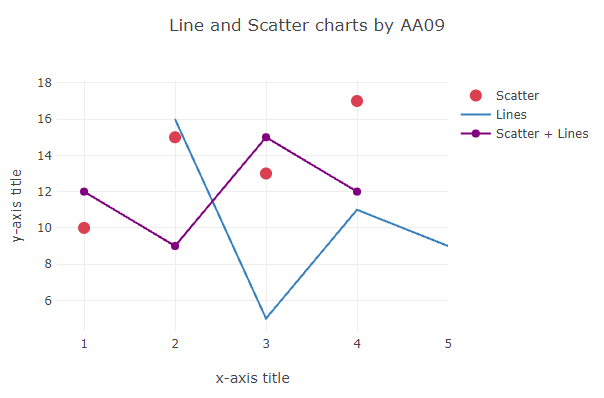 Line and Scatter charts by AA09
18
16
14
12
10
8
6
y-axis title
1 2 3 4 5
x-axis title
Scatter
Lines
Scatter + Lines